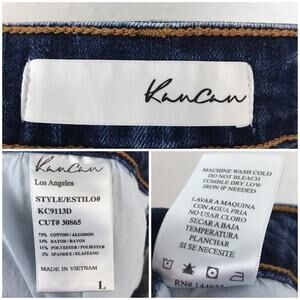 KanCan
KanCan
Los Angeles
STYLE/ESTILO#
KC9113D
CUT# 30865
73% COTTON/ALGODON
14% RAYON/RAYON
11% POLYESTER/POLIESTER
2% SPANDEX/ELASTANO
MADE IN VIETNAM
L
MACHINE WASH COLD
DO NOT BLEACH
TUMBLE DRY LOW
IRON IF NEEDED
LAVAR A MAQUINA
CON AGUA FRIA
NO USAR CLORO
SECAR A BAJA
TEMPERATURA
PLANCHAR
SI SE NECESITE
RN#